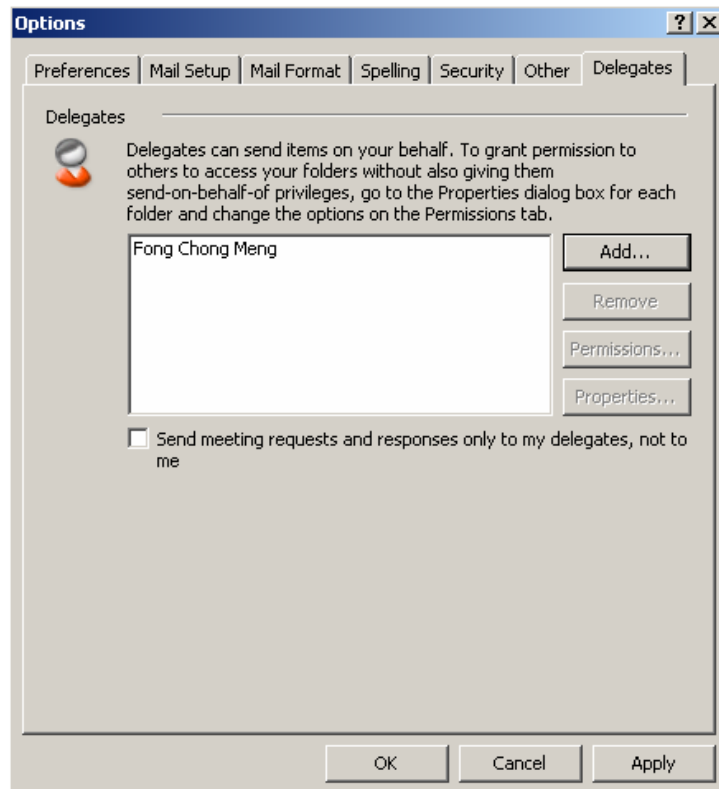 Options
Preferences Mail Setup Mail Format Spelling Security Other Delegates
Delegates
Delegates can send items on your behalf. To grant permission to
others to access your folders without also giving them
send-on-behalf-of privileges, go to the Properties dialog box for each
folder and change the options on the Permissions tab.
Fong Chong Meng
Add...
Remove
Permissions...
Properties...
Send meeting requests and responses only to my delegates, not to
me
OK Cancel Apply